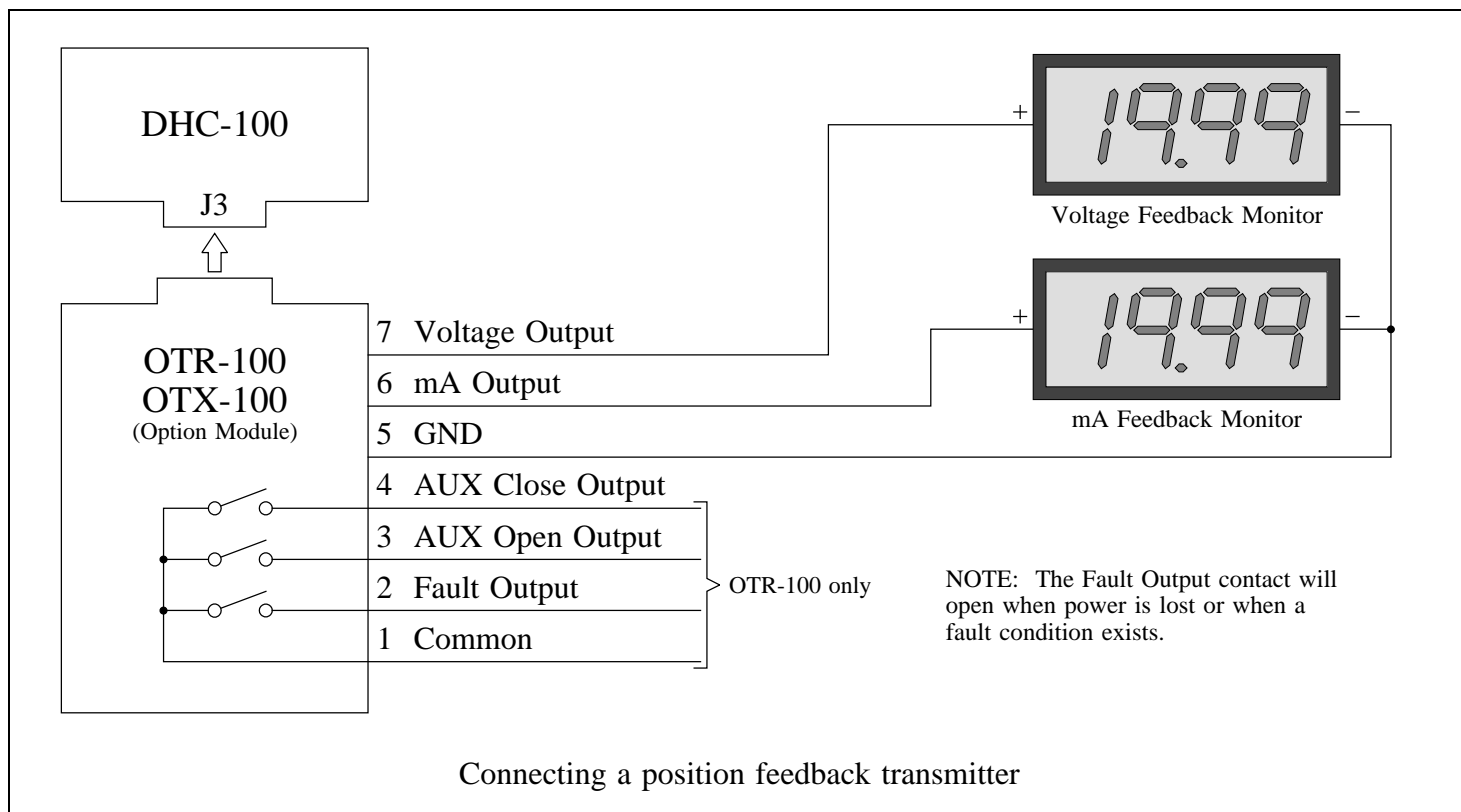 DHC-100
J3
OTR-100
OTX-100
(Option Module)
7 Voltage Output
6 mA Output
5 GND
4 AUX Close Output
3 AUX Open Output
2 Fault Output
1 Common
OTR-100 only
+ 19.99 −
Voltage Feedback Monitor
+ 19.99 −
mA Feedback Monitor
NOTE: The Fault Output contact will
open when power is lost or when a
fault condition exists.
Connecting a position feedback transmitter